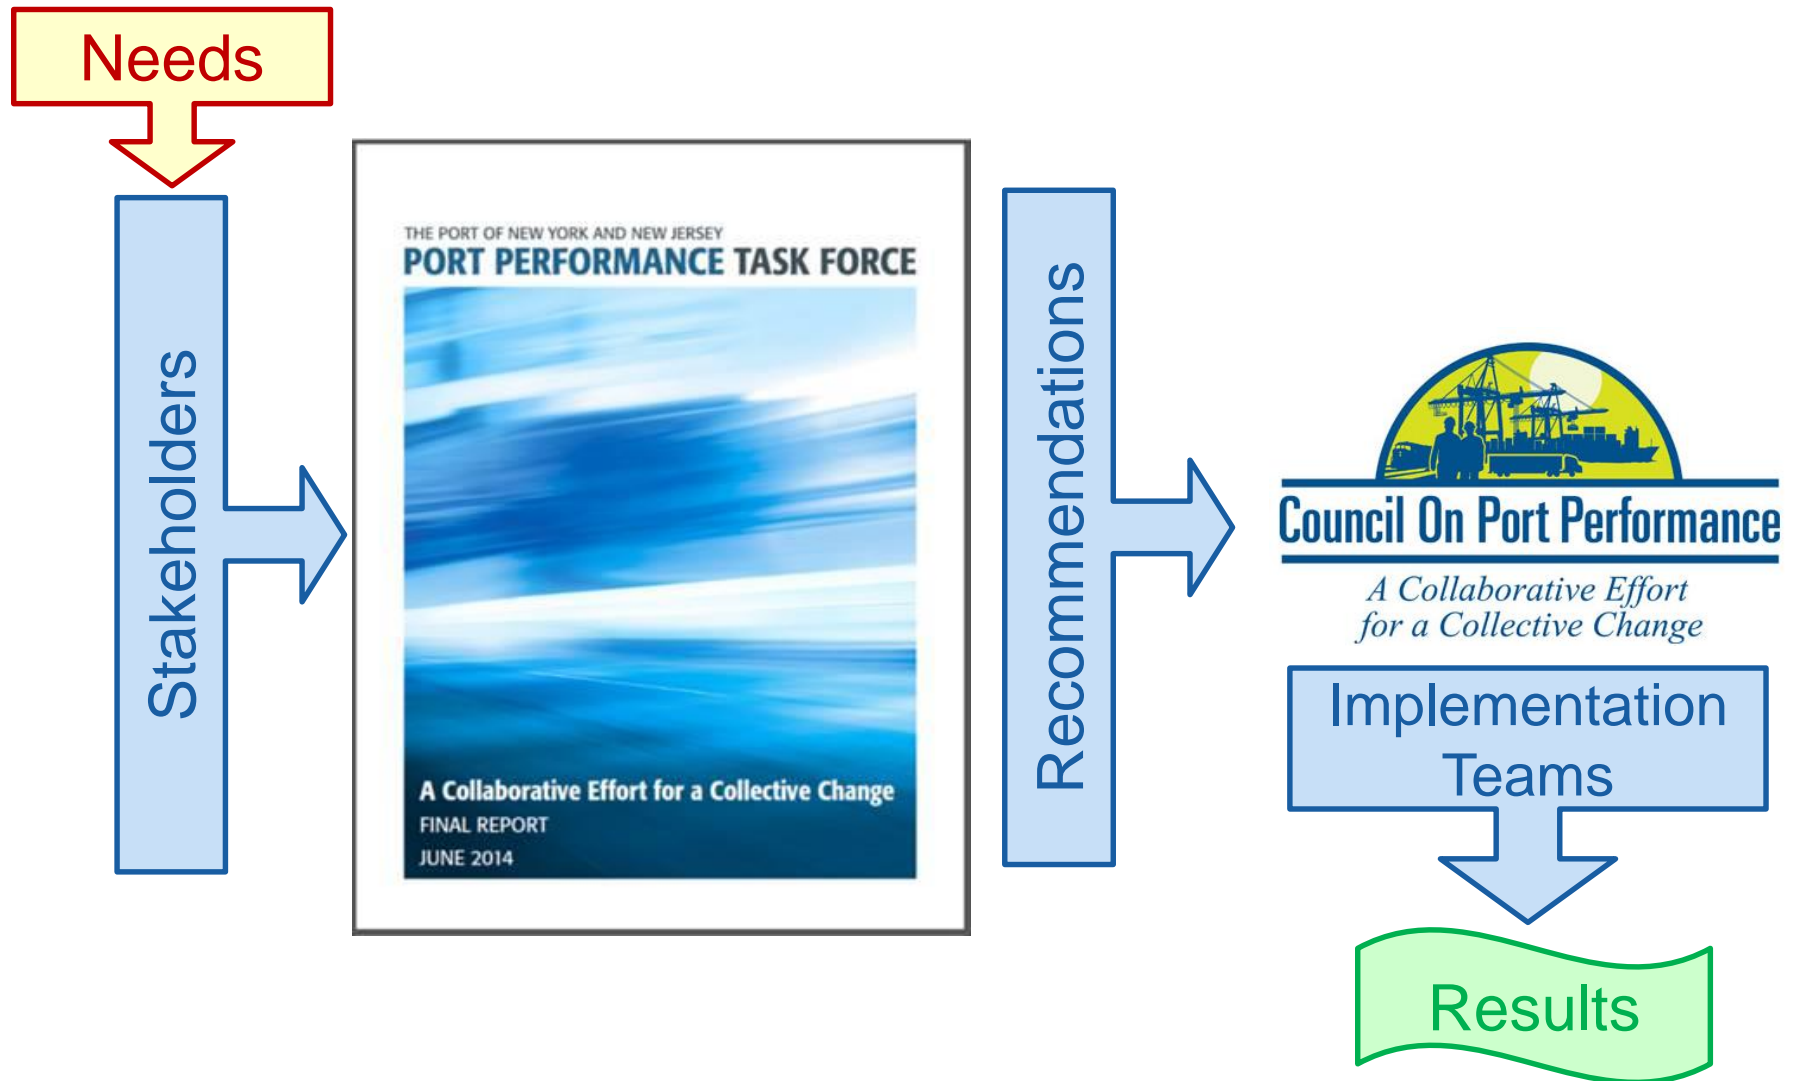 Needs
Stakeholders
THE PORT OF NEW YORK AND NEW JERSEY
PORT PERFORMANCE TASK FORCE
A Collaborative Effort for a Collective Change
FINAL REPORT
JUNE 2014
Recommendations
Council On Port Performance
A Collaborative Effort
for a Collective Change
Implementation
Teams
Results